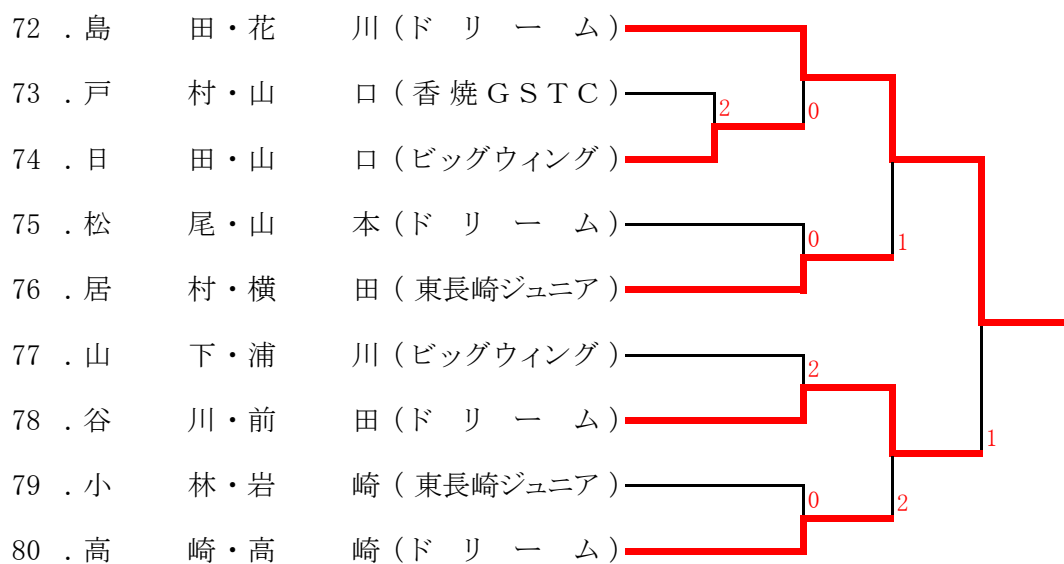 72 .島 田・花 川 (ド リ ー ム)
73 .戸 村・山 口 (香焼GSTC)
2
0
74 .日 田・山 口 (ビッグウィング)
75 .松 尾・山 本 (ド リ ー ム)
0
1
76 .居 村・横 田 (東長崎ジュニア)
77 .山 下・浦 川 (ビッグウィング)
2
78 .谷 川・前 田 (ド リ ー ム)
1
79 .小 林・岩 崎 (東長崎ジュニア)
0
2
80 .高 崎・高 崎 (ド リ ー ム)